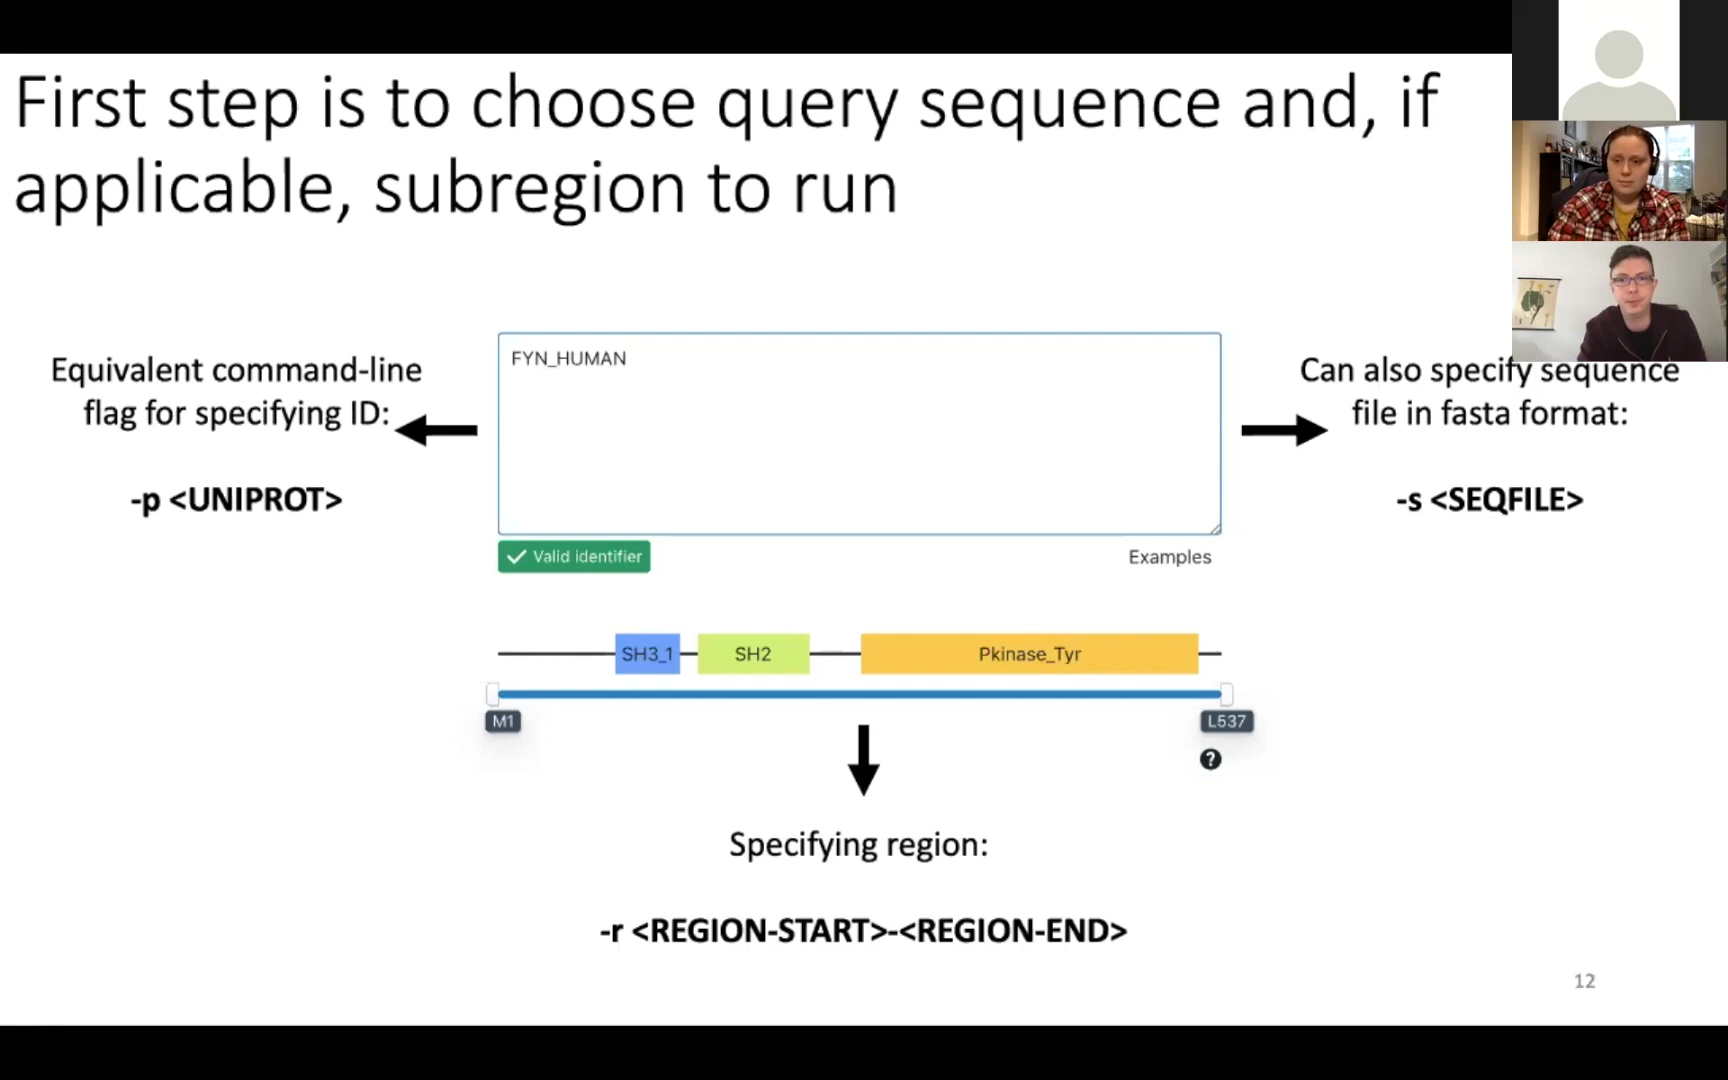 First step is to choose query sequence and, if
applicable, subregion to run
Equivalent command-line
flag for specifying ID:
-p <UNIPROT>
FYN_HUMAN
Valid identifier
Examples
Can also specify sequence
file in fasta format:
-s <SEQFILE>
SH3_1
SH2
Pkinase_Tyr
M1
L537
?
Specifying region:
-r <REGION-START>-<REGION-END>
12